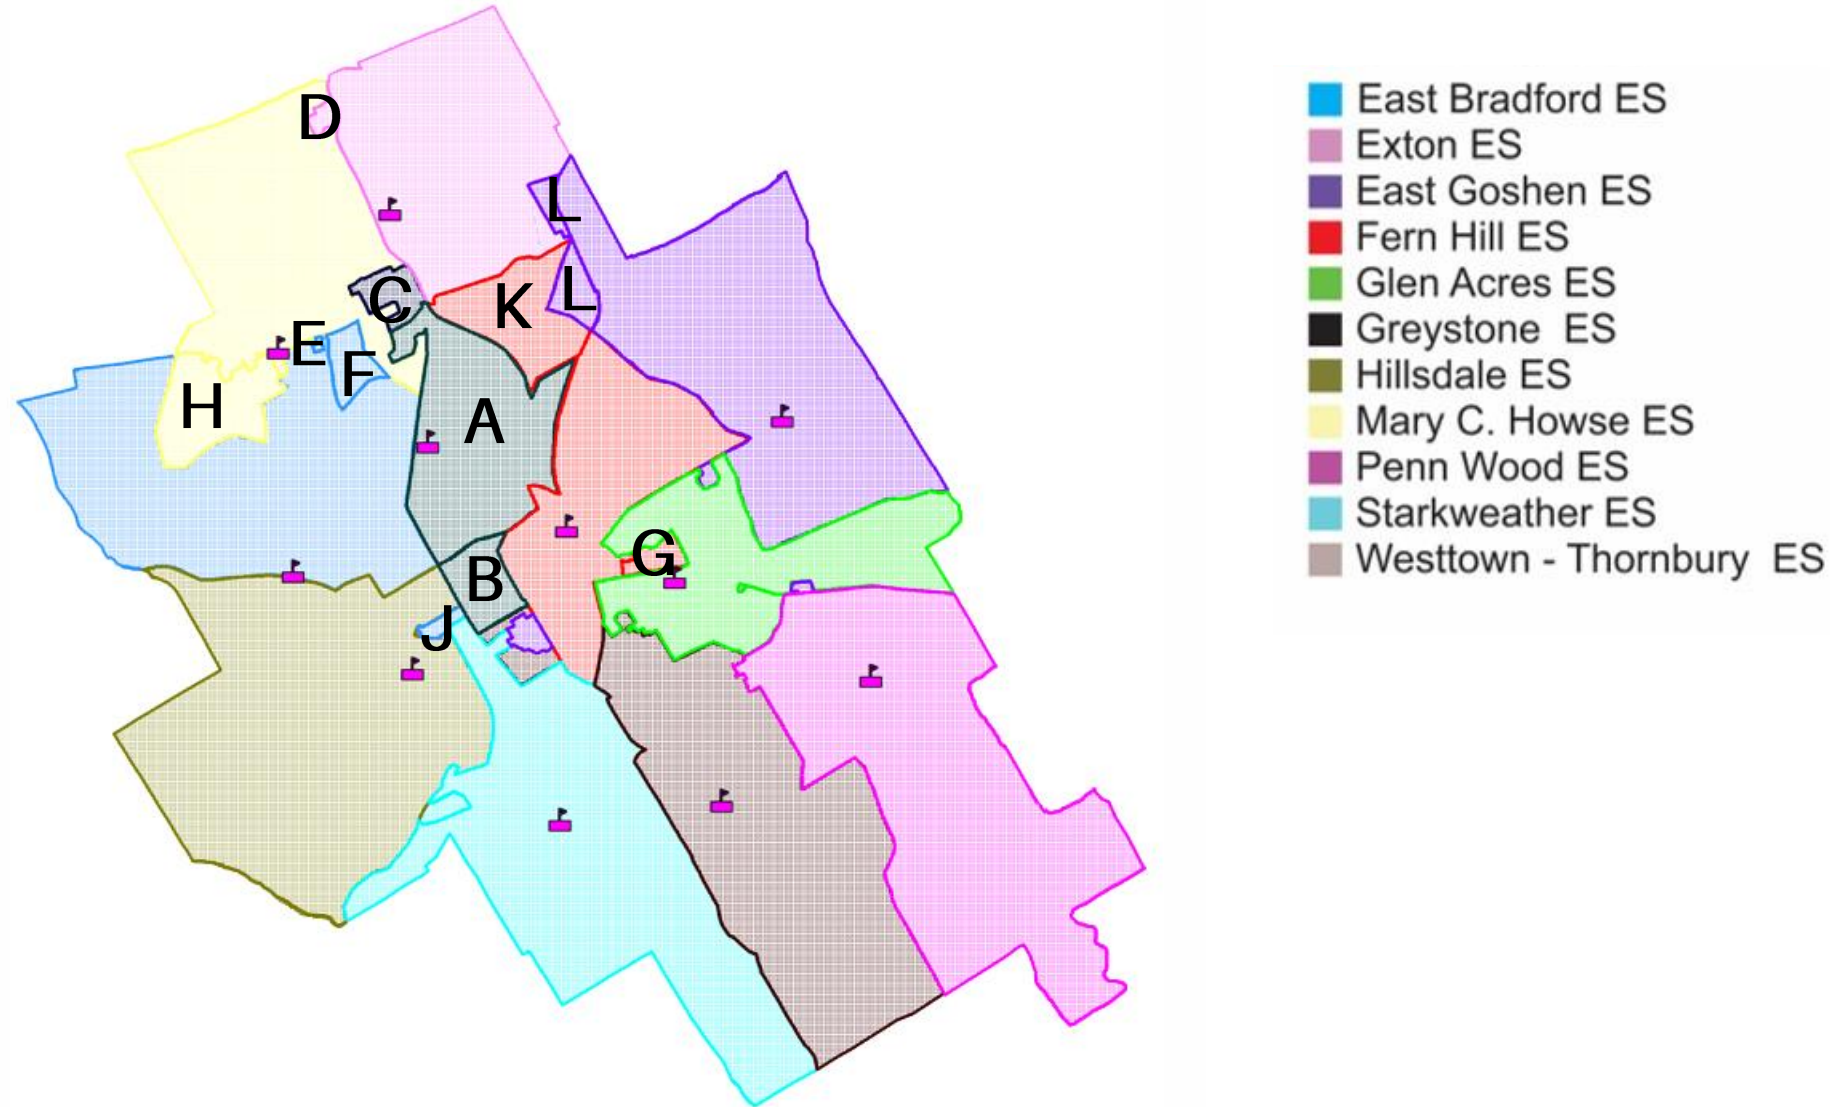 D
L
L
C
K
E
F
H
A
G
B
J
East Bradford ES
Exton ES
East Goshen ES
Fern Hill ES
Glen Acres ES
Greystone ES
Hillsdale ES
Mary C. Howse ES
Penn Wood ES
Starkweather ES
Westtown - Thornbury ES